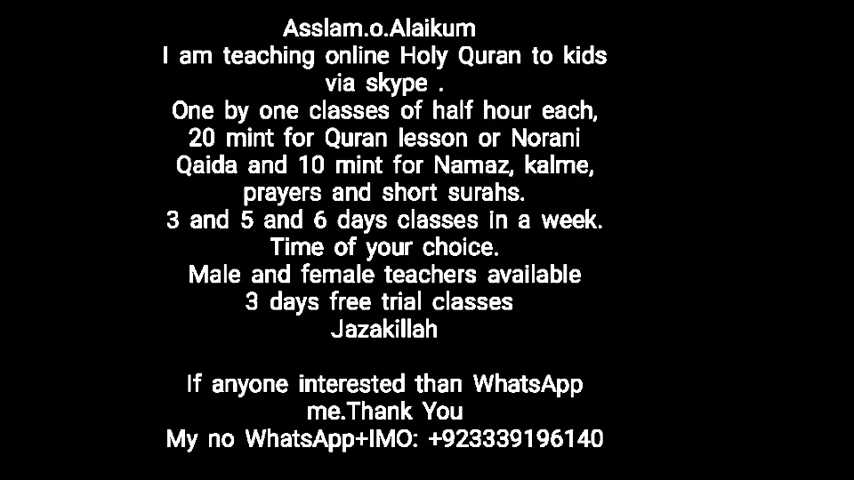 Asslam.o.Alaikum
I am teaching online Holy Quran to kids
via skype .
One by one classes of half hour each,
20 mint for Quran lesson or Norani
Qaida and 10 mint for Namaz, kalme,
prayers and short surahs.
3 and 5 and 6 days classes in a week.
Time of your choice.
Male and female teachers available
3 days free trial classes
Jazakillah
If anyone interested than WhatsApp
me.Thank You
My no WhatsApp+IMO: +923339196140